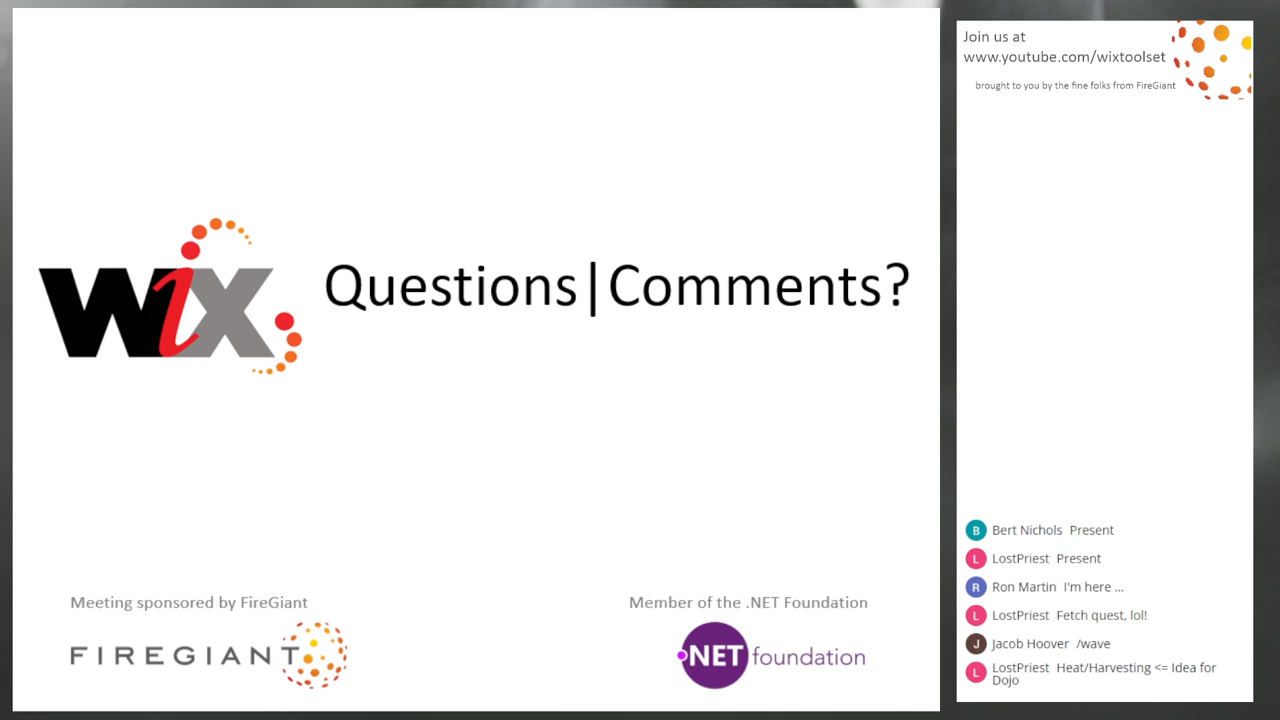 WiX
Questions|Comments?
Meeting sponsored by FireGiant
FIREGIANT
Member of the .NET Foundation
.NET foundation
Join us at
www.youtube.com/wixtoolset
brought to you by the fine folks from FireGiant
B Bert Nichols Present
L LostPriest Present
R Ron Martin I'm here ...
L LostPriest Fetch quest, lol!
J Jacob Hoover /wave
L LostPriest Heat/Harvesting <= Idea for
Dojo